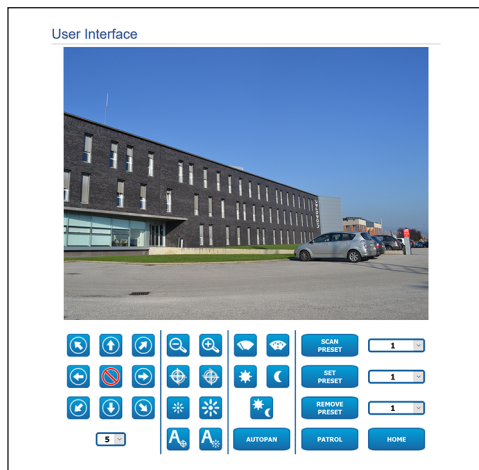 User Interface
SCAN
PRESET
1
SET
PRESET
1
REMOVE
PRESET
1
5
A
A
AUTOPAN
PATROL
HOME